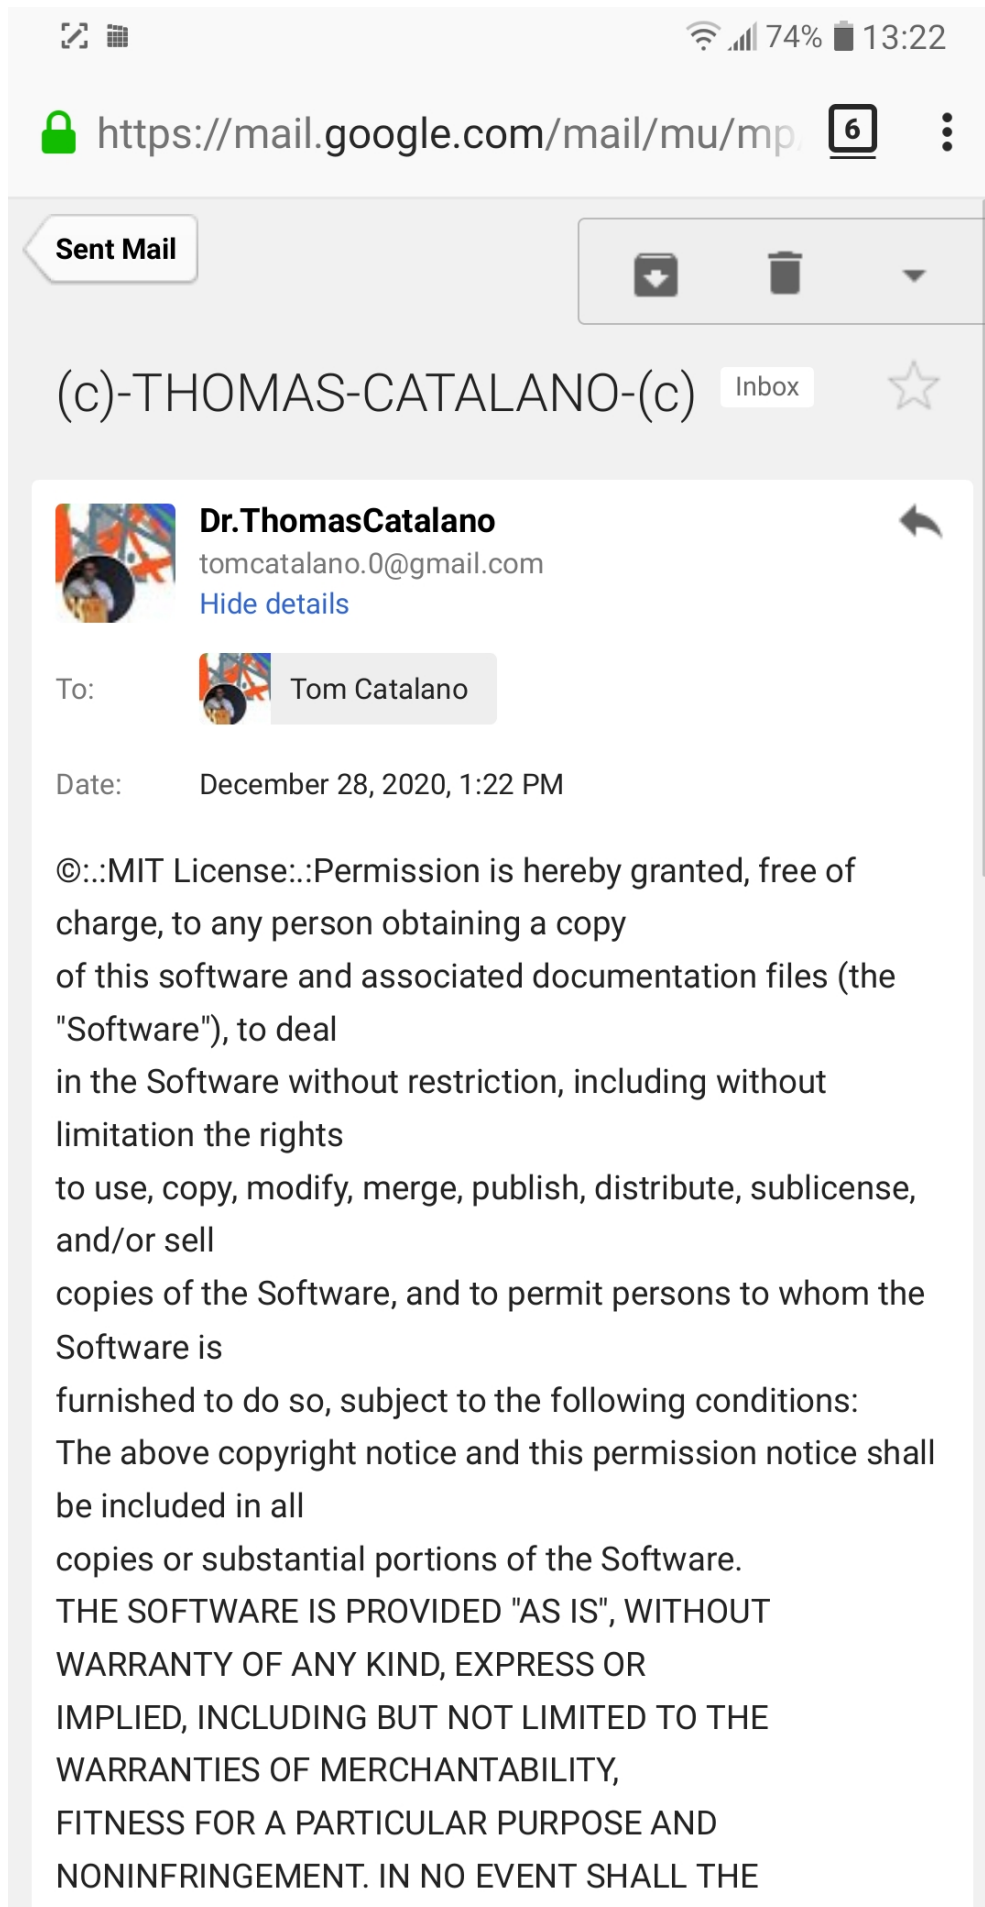 74% 13:22
https://mail.google.com/mail/mu/mp
6
Sent Mail
(c)-THOMAS-CATALANO-(c) Inbox
Dr.ThomasCatalano
tomcatalano.0@gmail.com
Hide details
To: Tom Catalano
Date: December 28, 2020, 1:22 PM
©:.:MIT License:.:Permission is hereby granted, free of
charge, to any person obtaining a copy
of this software and associated documentation files (the
"Software"), to deal
in the Software without restriction, including without
limitation the rights
to use, copy, modify, merge, publish, distribute, sublicense,
and/or sell
copies of the Software, and to permit persons to whom the
Software is
furnished to do so, subject to the following conditions:
The above copyright notice and this permission notice shall
be included in all
copies or substantial portions of the Software.
THE SOFTWARE IS PROVIDED "AS IS", WITHOUT
WARRANTY OF ANY KIND, EXPRESS OR
IMPLIED, INCLUDING BUT NOT LIMITED TO THE
WARRANTIES OF MERCHANTABILITY,
FITNESS FOR A PARTICULAR PURPOSE AND
NONINFRINGEMENT. IN NO EVENT SHALL THE